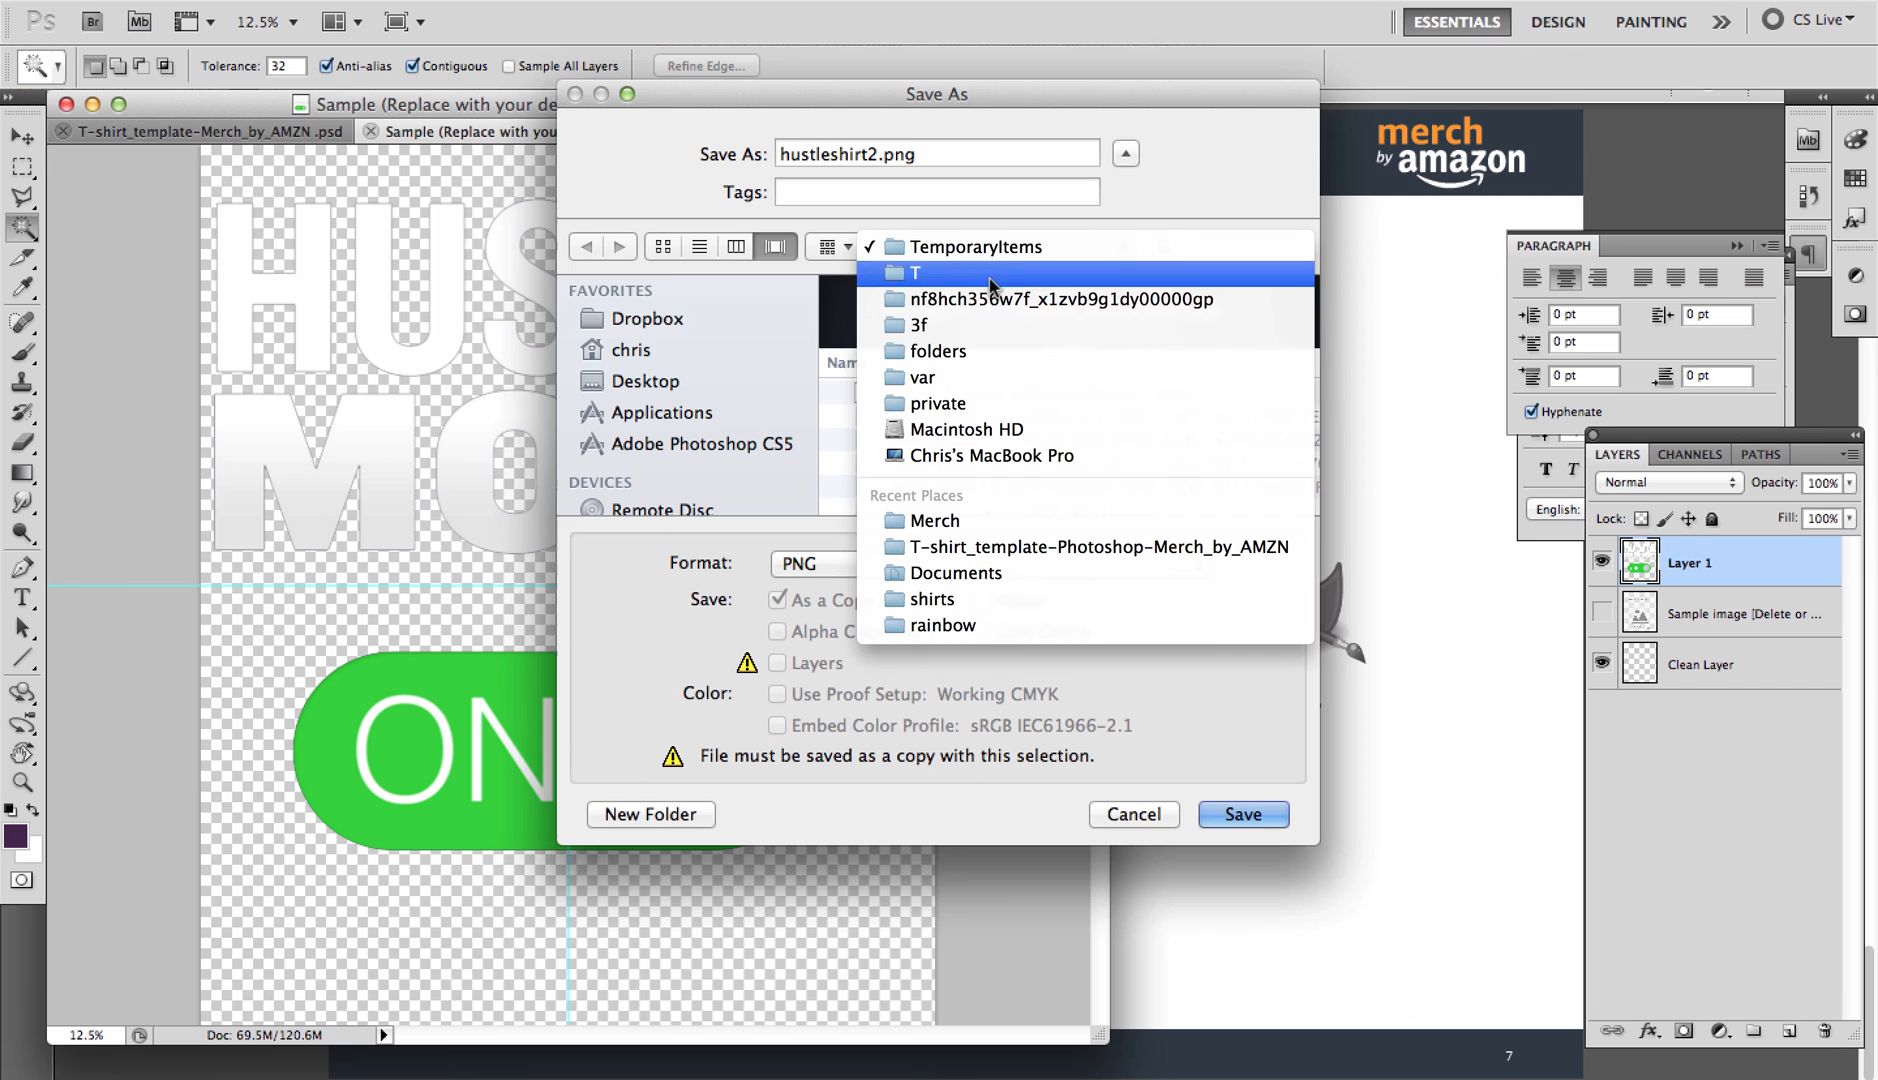 Ps Br Mb 12.5% ESSENTIALS DESIGN PAINTING CS Live
Tolerance: 32 Anti-alias Contiguous Sample All Layers Refine Edge...
Sample (Replace with your de
T-shirt_template-Merch_by_AMZN .psd Sample (Replace with you
Save As
Save As: hustleshirt2.png
Tags:
FAVORITES
Dropbox
chris
Desktop
Applications
Adobe Photoshop CS5
DEVICES
Remote Disc
Nam
TemporaryItems
T
nf8hch356w7f_x1zvb9g1dy00000gp
3f
folders
var
private
Macintosh HD
Chris's MacBook Pro
Recent Places
Merch
T-shirt_template-Photoshop-Merch_by_AMZN
Documents
shirts
rainbow
Format: PNG
Save: As a Co
Alpha C
Layers
Color: Use Proof Setup: Working CMYK
Embed Color Profile: sRGB IEC61966-2.1
File must be saved as a copy with this selection.
New Folder Cancel Save
HUS
MO
ON
12.5% Doc: 69.5M/120.6M
merch
by amazon
7
Mb
PARAGRAPH
0 pt 0 pt
0 pt
0 pt 0 pt
Hyphenate
T T
English:
LAYERS CHANNELS PATHS
Normal Opacity: 100%
Lock: Fill: 100%
Layer 1
Sample image [Delete or ...
Clean Layer
fx